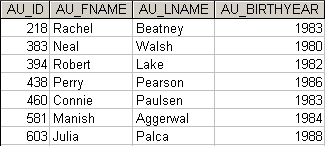 AU_ID AU_FNAME AU_LNAME AU_BIRTHYEAR
218 Rachel Beatney 1983
383 Neal Walsh 1980
394 Robert Lake 1982
438 Perry Pearson 1986
460 Connie Paulsen 1983
581 Manish Aggerwal 1984
603 Julia Palca 1988